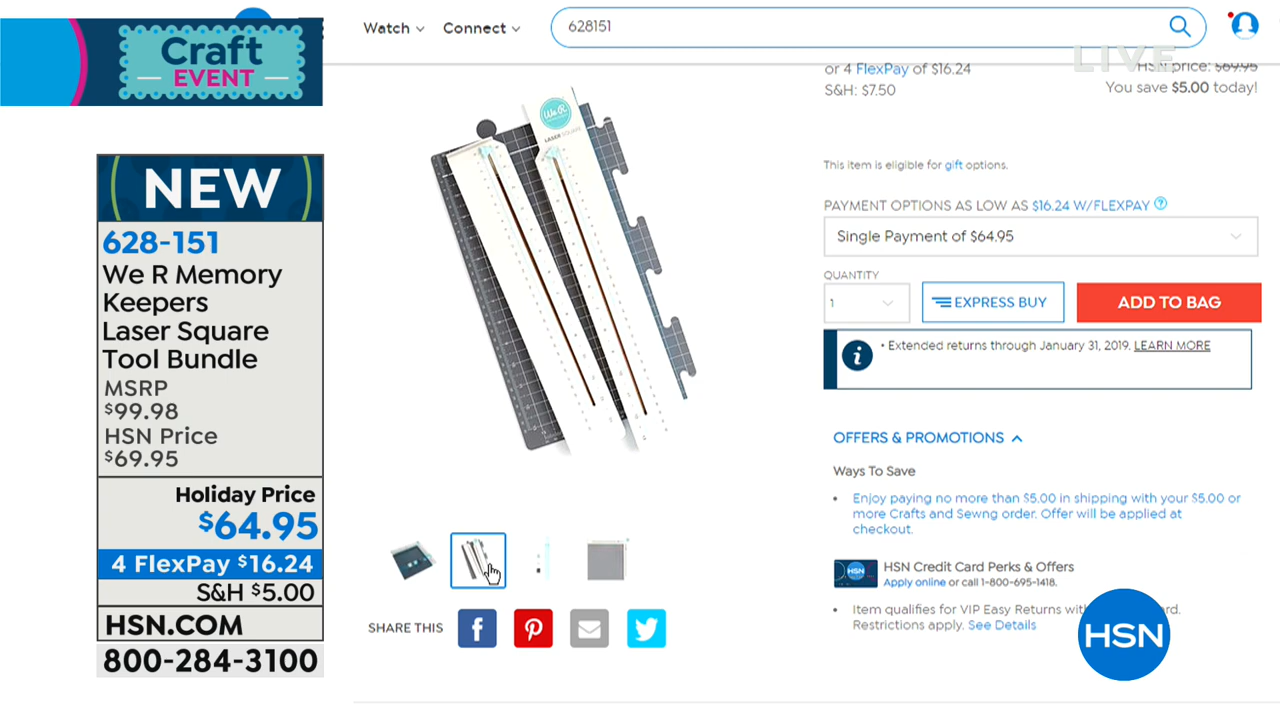 Craft
EVENT
Watch
Connect
628151
LIVE
NEW
628-151
We R Memory
Keepers
Laser Square
Tool Bundle
MSRP
$99.98
HSN Price
$69.95
Holiday Price
$64.95
4 FlexPay $16.24
S&H $5.00
HSN.COM
800-284-3100
We R
LASER SQUARE
SHARE THIS
or 4 FlexPay of $16.24
S&H: $7.50
HSN price: $69.95
You save $5.00 today!
This item is eligible for gift options.
PAYMENT OPTIONS AS LOW AS $16.24 W/FLEXPAY ?
Single Payment of $64.95
QUANTITY
1
EXPRESS BUY
ADD TO BAG
i
• Extended returns through January 31, 2019. LEARN MORE
OFFERS & PROMOTIONS
Ways To Save
• Enjoy paying no more than $5.00 in shipping with your $5.00 or
more Crafts and Sewng order. Offer will be applied at
checkout.
HSN
HSN Credit Card Perks & Offers
Apply online or call 1-800-695-1418.
• Item qualifies for VIP Easy Returns
Restrictions apply. See Details
HSN